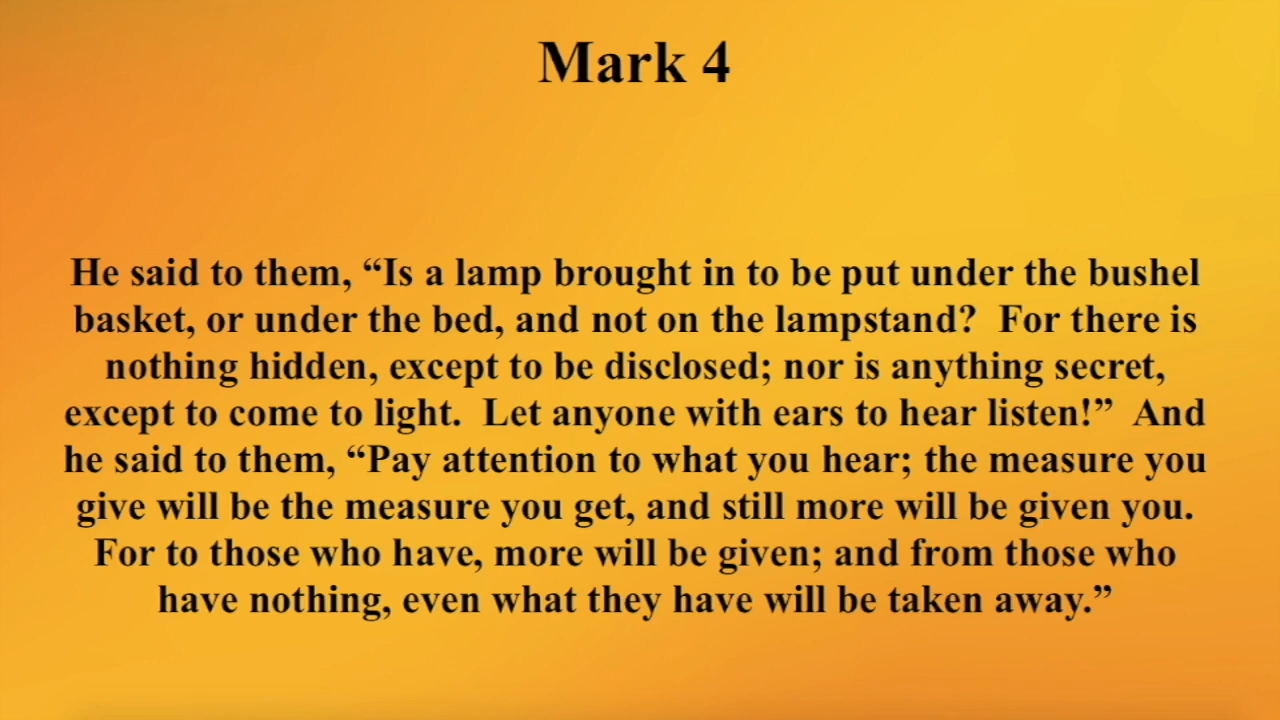 Mark 4
He said to them, “Is a lamp brought in to be put under the bushel
basket, or under the bed, and not on the lampstand?  For there is
nothing hidden, except to be disclosed; nor is anything secret,
except to come to light.  Let anyone with ears to hear listen!”  And
he said to them, “Pay attention to what you hear; the measure you
give will be the measure you get, and still more will be given you.
For to those who have, more will be given; and from those who
have nothing, even what they have will be taken away.”